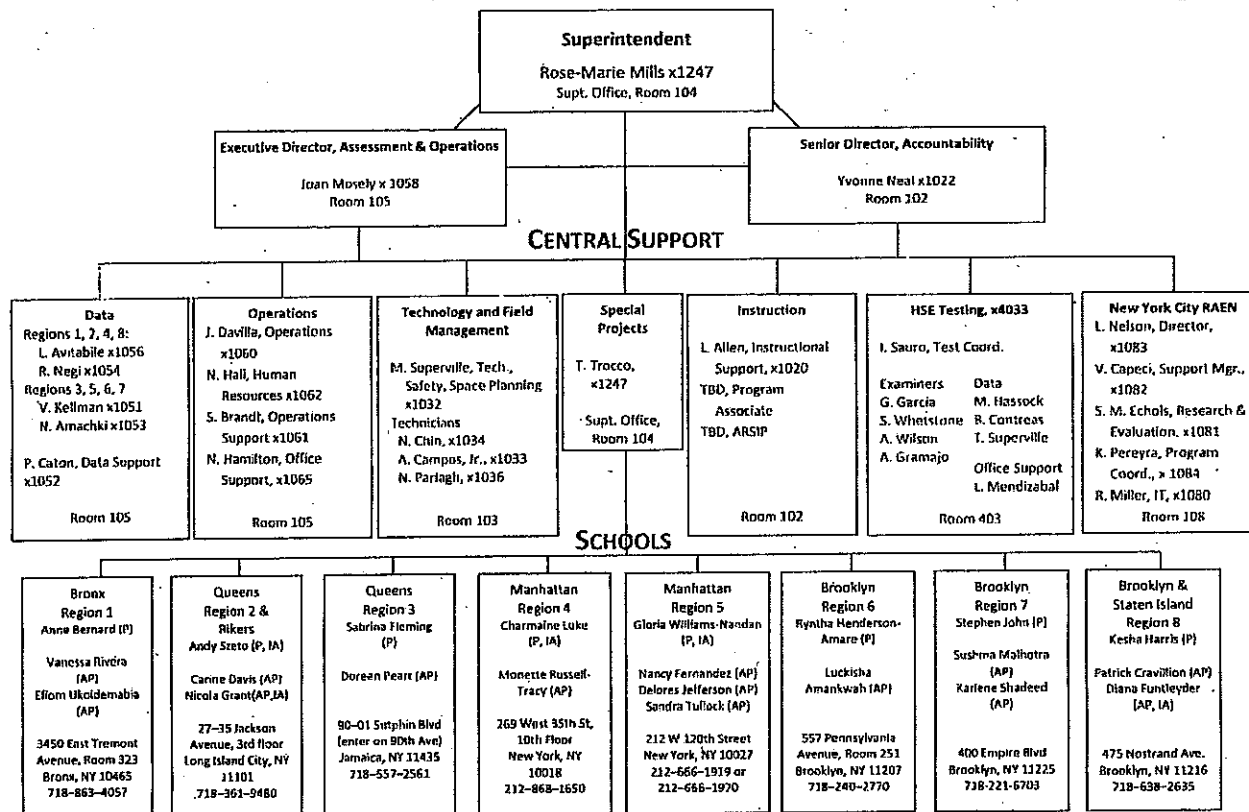 Superintendent
Rose-Marie Mills x1247
Supt. Office, Room 104
Executive Director, Assessment & Operations
Joan Mosely x 1058
Room 105
Senior Director, Accountability
Yvonne Neal x1022
Room 102
CENTRAL SUPPORT
Data
Regions 1, 2, 4, 8:
L. Avitabile x1056
R. Negi x1054
Regions 3, 5, 6, 7
V. Kellman x1051
N. Amachki x1053
P. Caton, Data Support
x1052
Room 105
Operations
J. Davilla, Operations
x1060
N. Hall, Human
Resources x1062
S. Brandt, Operations
Support x1061
N. Hamilton, Office
Support, x1065
Room 105
Technology and Field
Management
M. Superville, Tech.,
Safety, Space Planning
x1032
Technicians
N. Chin, x1034
A. Campos, Jr., x1033
N. Parlagli, x1036
Room 103
Special
Projects
T. Trocco,
x1247
Supt. Office,
Room 104
Instruction
L. Allen, Instructional
Support, x1020
TBD, Program
Associate
TBD, ARSIP
Room 102
HSE Testing, x4033
I. Sauro, Test Coord.
Examiners
G. Garcia
S. Whetstone
A. Wilson
A. Gramajo
Data
M. Hassock
B. Contreas
T. Superville
Office Support
L. Mendizabal
Room 403
New York City RAEN
L. Nelson, Director,
x1083
V. Capeci, Support Mgr.,
x1082
S. M. Echols, Research &
Evaluation, x1081
K. Pereyra, Program
Coord., x 1084
R. Miller, IT, x1080
Room 108
SCHOOLS
Bronx
Region 1
Anne Bernard (P)
Vanessa Rivera
(AP)
Effiom Ukoidemabia
(AP)
3450 East Tremont
Avenue, Room 323
Bronx, NY 10465
718-863-4057
Queens
Region 2 &
Rikers
Andy Szeto (P, IA)
Carine Davis (AP)
Nicola Grant(AP,IA)
27-35 Jackson
Avenue, 3rd floor
Long Island City, NY
11101
718-361-9480
Queens
Region 3
Sabrina Fleming
(P)
Doreen Peart (AP)
90-01 Sutphin Blvd
(enter on 90th Ave)
Jamaica, NY 11435
718-557-2561
Manhattan
Region 4
Charmaine Luke
(P, IA)
Monette Russell-
Tracy (AP)
269 West 35th St,
10th Floor
New York, NY
10018
212-868-1650
Manhattan
Region 5
Gloria Williams-Nandan
(P, IA)
Nancy Fernandez (AP)
Delores Jefferson (AP)
Sandra Tullock (AP)
212 W 120th Street
New York, NY 10027
212-666-1919 or
212-666-1970
Brooklyn
Region 6
Ryntha Henderson-
Amare (P)
Luckisha
Amankwah (AP)
557 Pennsylvania
Avenue, Room 251
Brooklyn, NY 11207
718-240-2770
Brooklyn
Region 7
Stephen John (P)
Sushma Malhotra
(AP)
Karlene Shadeed
(AP)
400 Empire Blvd
Brooklyn, NY 11225
718-221-6703
Brooklyn &
Staten Island
Region 8
Kesha Harris (P)
Patrick Cravillion (AP)
Diana Funtleyder
(AP, IA)
475 Nostrand Ave.
Brooklyn, NY 11216
718-638-2635